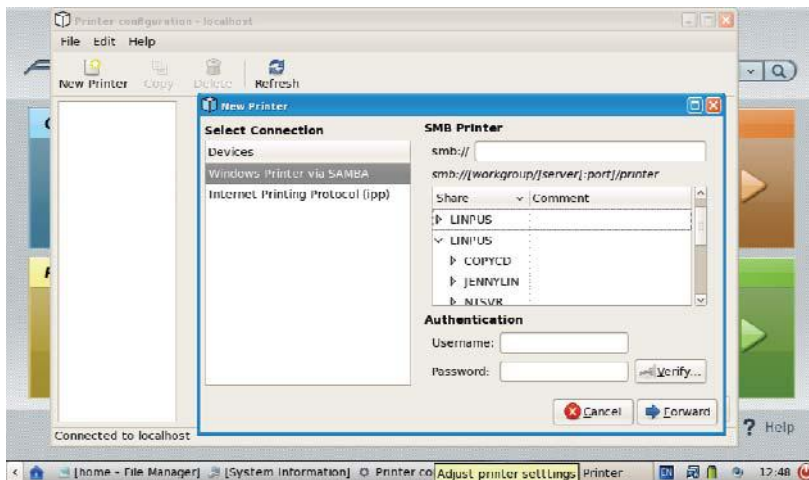 Printer configuration - localhost
File Edit Help
New Printer Copy Delete Refresh
New Printer
Select Connection
Devices
Windows Printer via SAMBA
Internet Printing Protocol (ipp)
SMB Printer
smb://
smb://[workgroup/]server[:port]/printer
Share Comment
LINPUS
LINPUS
COPYCD
JENNYLIN
NTSVR
Authentication
Username:
Password:
Verify...
Cancel Forward
Connected to localhost
Help
[home - File Manager] [System Information] Printer co Adjust printer setttings Printer EN 12:48